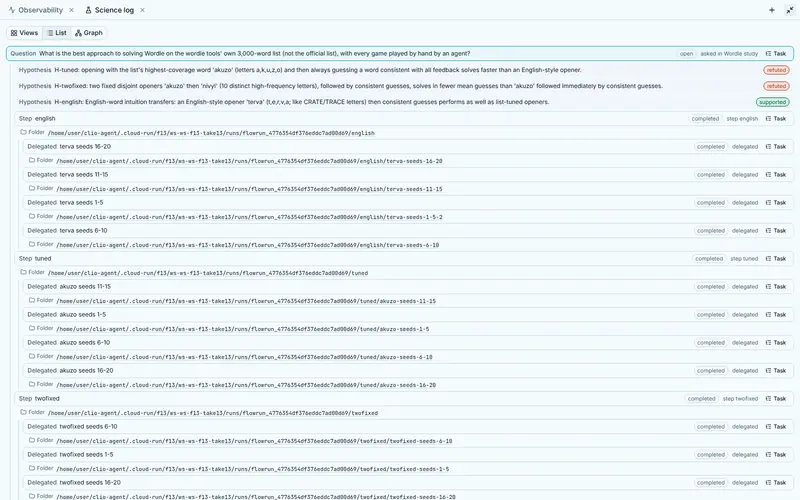 Observability × Science log ×
Views List Graph
Question What is the best approach to solving Wordle on the wordle tools' own 3,000-word list (not the official list), with every game played by hand by an agent? open asked in Wordle study Task
Hypothesis H-tuned: opening with the list's highest-coverage word 'akuzo' (letters a,k,u,z,o) and then always guessing a word consistent with all feedback solves faster than an English-style opener. refuted
Hypothesis H-twofixed: two fixed disjoint openers 'akuzo' then 'nivyl' (10 distinct high-frequency letters), followed by consistent guesses, solves in fewer mean guesses than 'akuzo' followed immediately by consistent guesses. refuted
Hypothesis H-english: English-word intuition transfers: an English-style opener 'terva' (t,e,r,v,a; like CRATE/TRACE letters) then consistent guesses performs as well as list-tuned openers. supported
Step english completed step english Task
Folder /home/user/clio-agent/.cloud-run/f13/ws-ws-f13-take13/runs/flowrun_4776354df376eddc7ad00d69/english
Delegated terva seeds 16-20 completed delegated Task
Folder /home/user/clio-agent/.cloud-run/f13/ws-ws-f13-take13/runs/flowrun_4776354df376eddc7ad00d69/english/terva-seeds-16-20
Delegated terva seeds 11-15 completed delegated Task
Folder /home/user/clio-agent/.cloud-run/f13/ws-ws-f13-take13/runs/flowrun_4776354df376eddc7ad00d69/english/terva-seeds-11-15
Delegated terva seeds 1-5 completed delegated Task
Folder /home/user/clio-agent/.cloud-run/f13/ws-ws-f13-take13/runs/flowrun_4776354df376eddc7ad00d69/english/terva-seeds-1-5-2
Delegated terva seeds 6-10 completed delegated Task
Folder /home/user/clio-agent/.cloud-run/f13/ws-ws-f13-take13/runs/flowrun_4776354df376eddc7ad00d69/english/terva-seeds-6-10
Step tuned completed step tuned Task
Folder /home/user/clio-agent/.cloud-run/f13/ws-ws-f13-take13/runs/flowrun_4776354df376eddc7ad00d69/tuned
Delegated akuzo seeds 11-15 completed delegated Task
Folder /home/user/clio-agent/.cloud-run/f13/ws-ws-f13-take13/runs/flowrun_4776354df376eddc7ad00d69/tuned/akuzo-seeds-11-15
Delegated akuzo seeds 1-5 completed delegated Task
Folder /home/user/clio-agent/.cloud-run/f13/ws-ws-f13-take13/runs/flowrun_4776354df376eddc7ad00d69/tuned/akuzo-seeds-1-5
Delegated akuzo seeds 6-10 completed delegated Task
Folder /home/user/clio-agent/.cloud-run/f13/ws-ws-f13-take13/runs/flowrun_4776354df376eddc7ad00d69/tuned/akuzo-seeds-6-10
Delegated akuzo seeds 16-20 completed delegated Task
Folder /home/user/clio-agent/.cloud-run/f13/ws-ws-f13-take13/runs/flowrun_4776354df376eddc7ad00d69/tuned/akuzo-seeds-16-20
Step twofixed completed step twofixed Task
Folder /home/user/clio-agent/.cloud-run/f13/ws-ws-f13-take13/runs/flowrun_4776354df376eddc7ad00d69/twofixed
Delegated twofixed seeds 6-10 completed delegated Task
Folder /home/user/clio-agent/.cloud-run/f13/ws-ws-f13-take13/runs/flowrun_4776354df376eddc7ad00d69/twofixed/twofixed-seeds-6-10
Delegated twofixed seeds 1-5 completed delegated Task
Folder /home/user/clio-agent/.cloud-run/f13/ws-ws-f13-take13/runs/flowrun_4776354df376eddc7ad00d69/twofixed/twofixed-seeds-1-5
Delegated twofixed seeds 16-20 completed delegated Task
Folder /home/user/clio-agent/.cloud-run/f13/ws-ws-f13-take13/runs/flowrun_4776354df376eddc7ad00d69/twofixed/twofixed-seeds-16-20